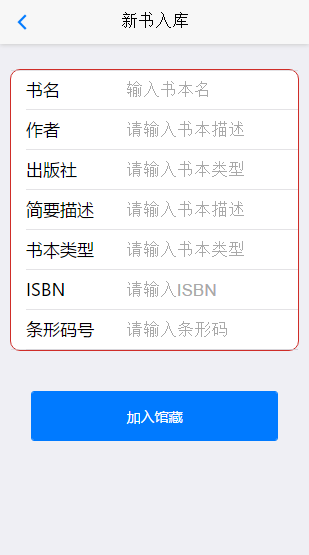 新书入库
书名 输入书本名
作者 请输入书本描述
出版社 请输入书本类型
简要描述 请输入书本描述
书本类型 请输入书本类型
ISBN 请输入ISBN
条形码号 请输入条形码
加入馆藏